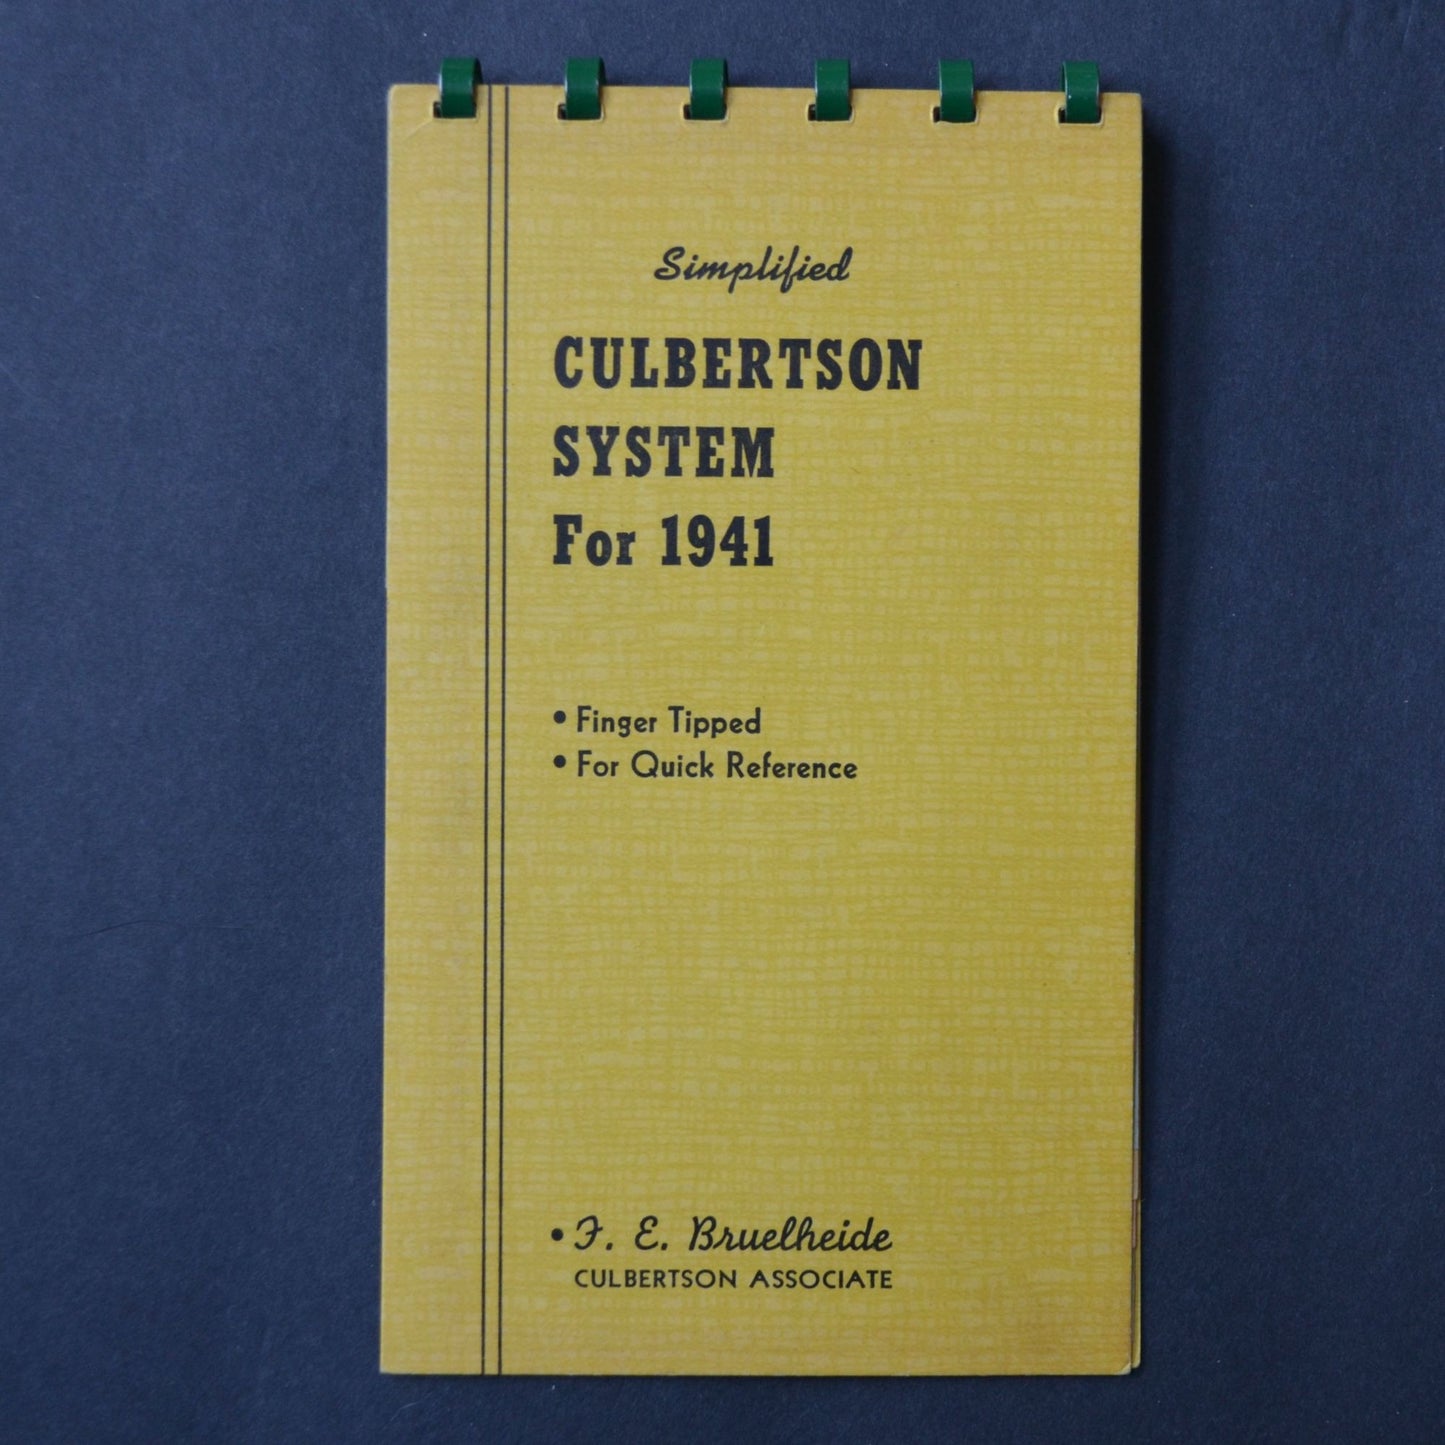 Simplified
CULBERTSON
SYSTEM
For 1941
• Finger Tipped
• For Quick Reference
• F. E. Bruelheide
CULBERTSON ASSOCIATE